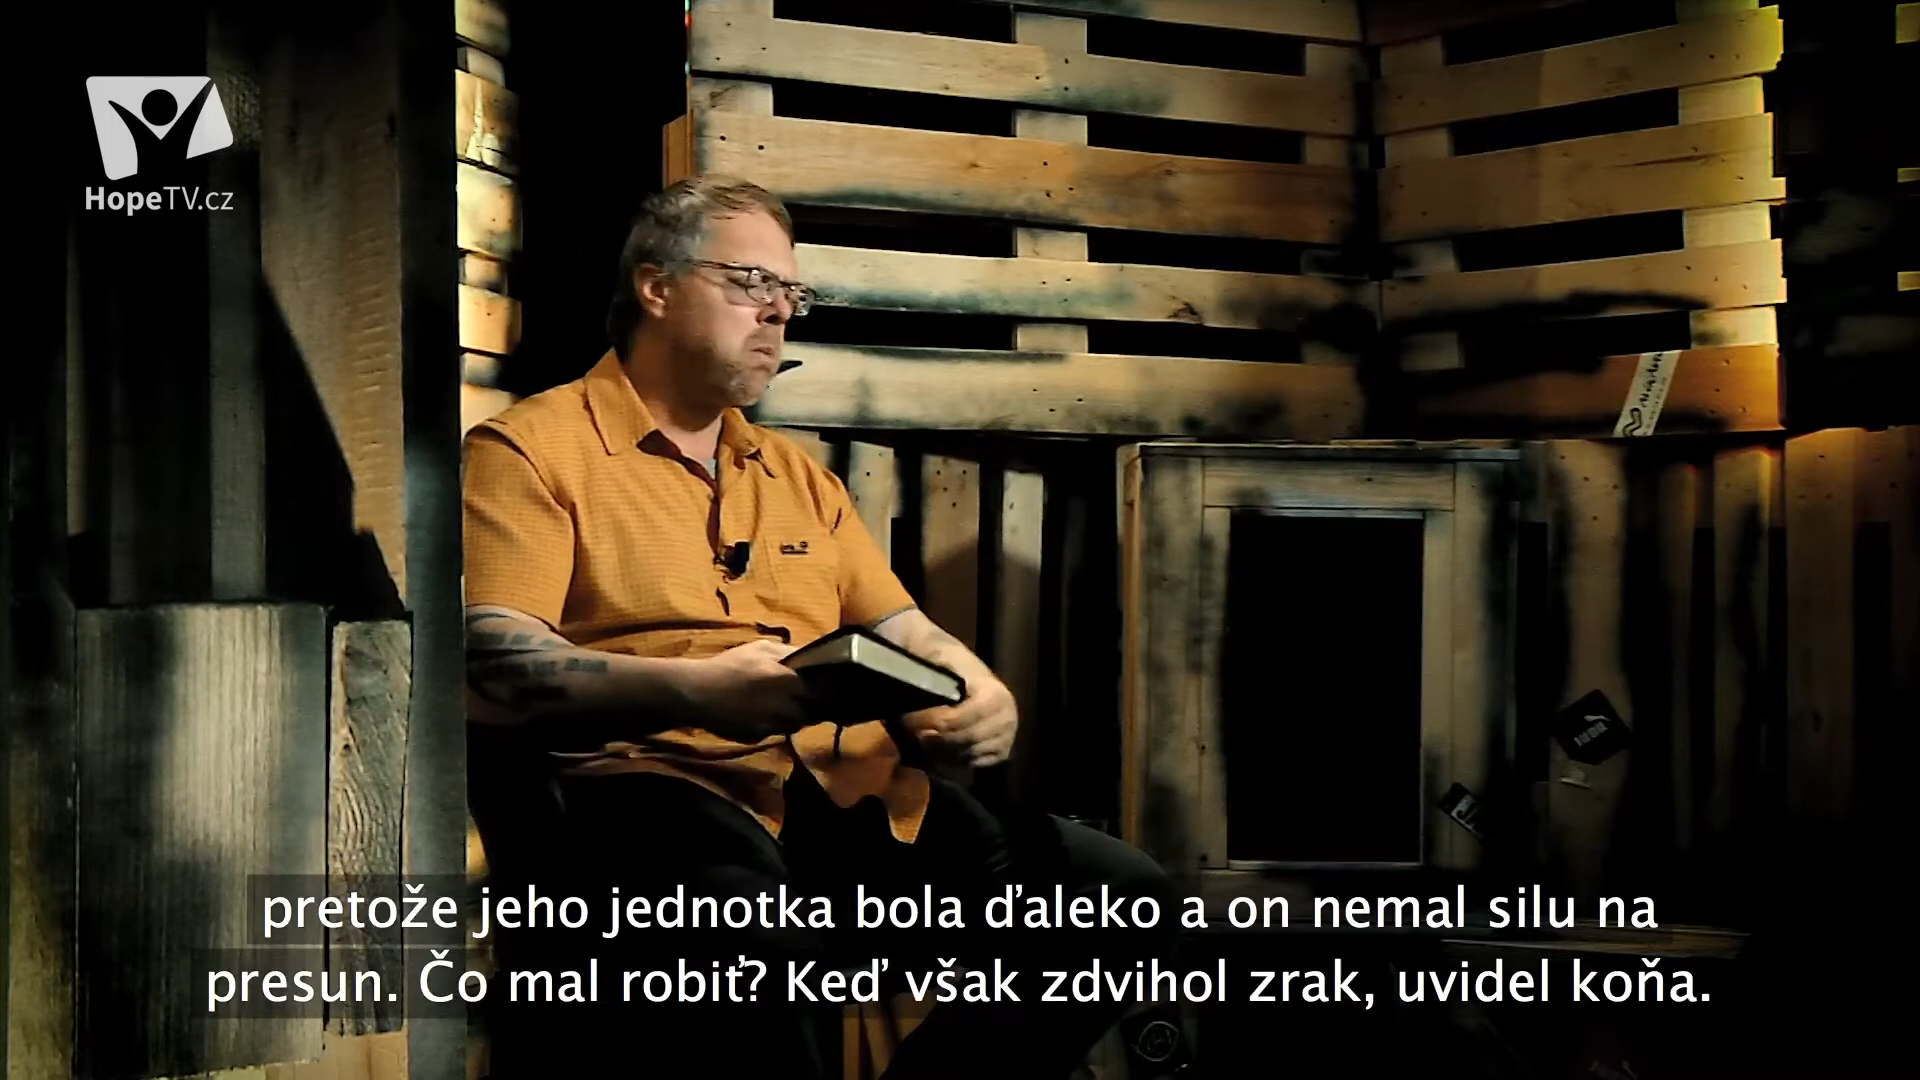 HopeTV.cz
pretože jeho jednotka bola ďaleko a on nemal silu na
presun. Čo mal robiť? Keď však zdvihol zrak, uvidel koňa.